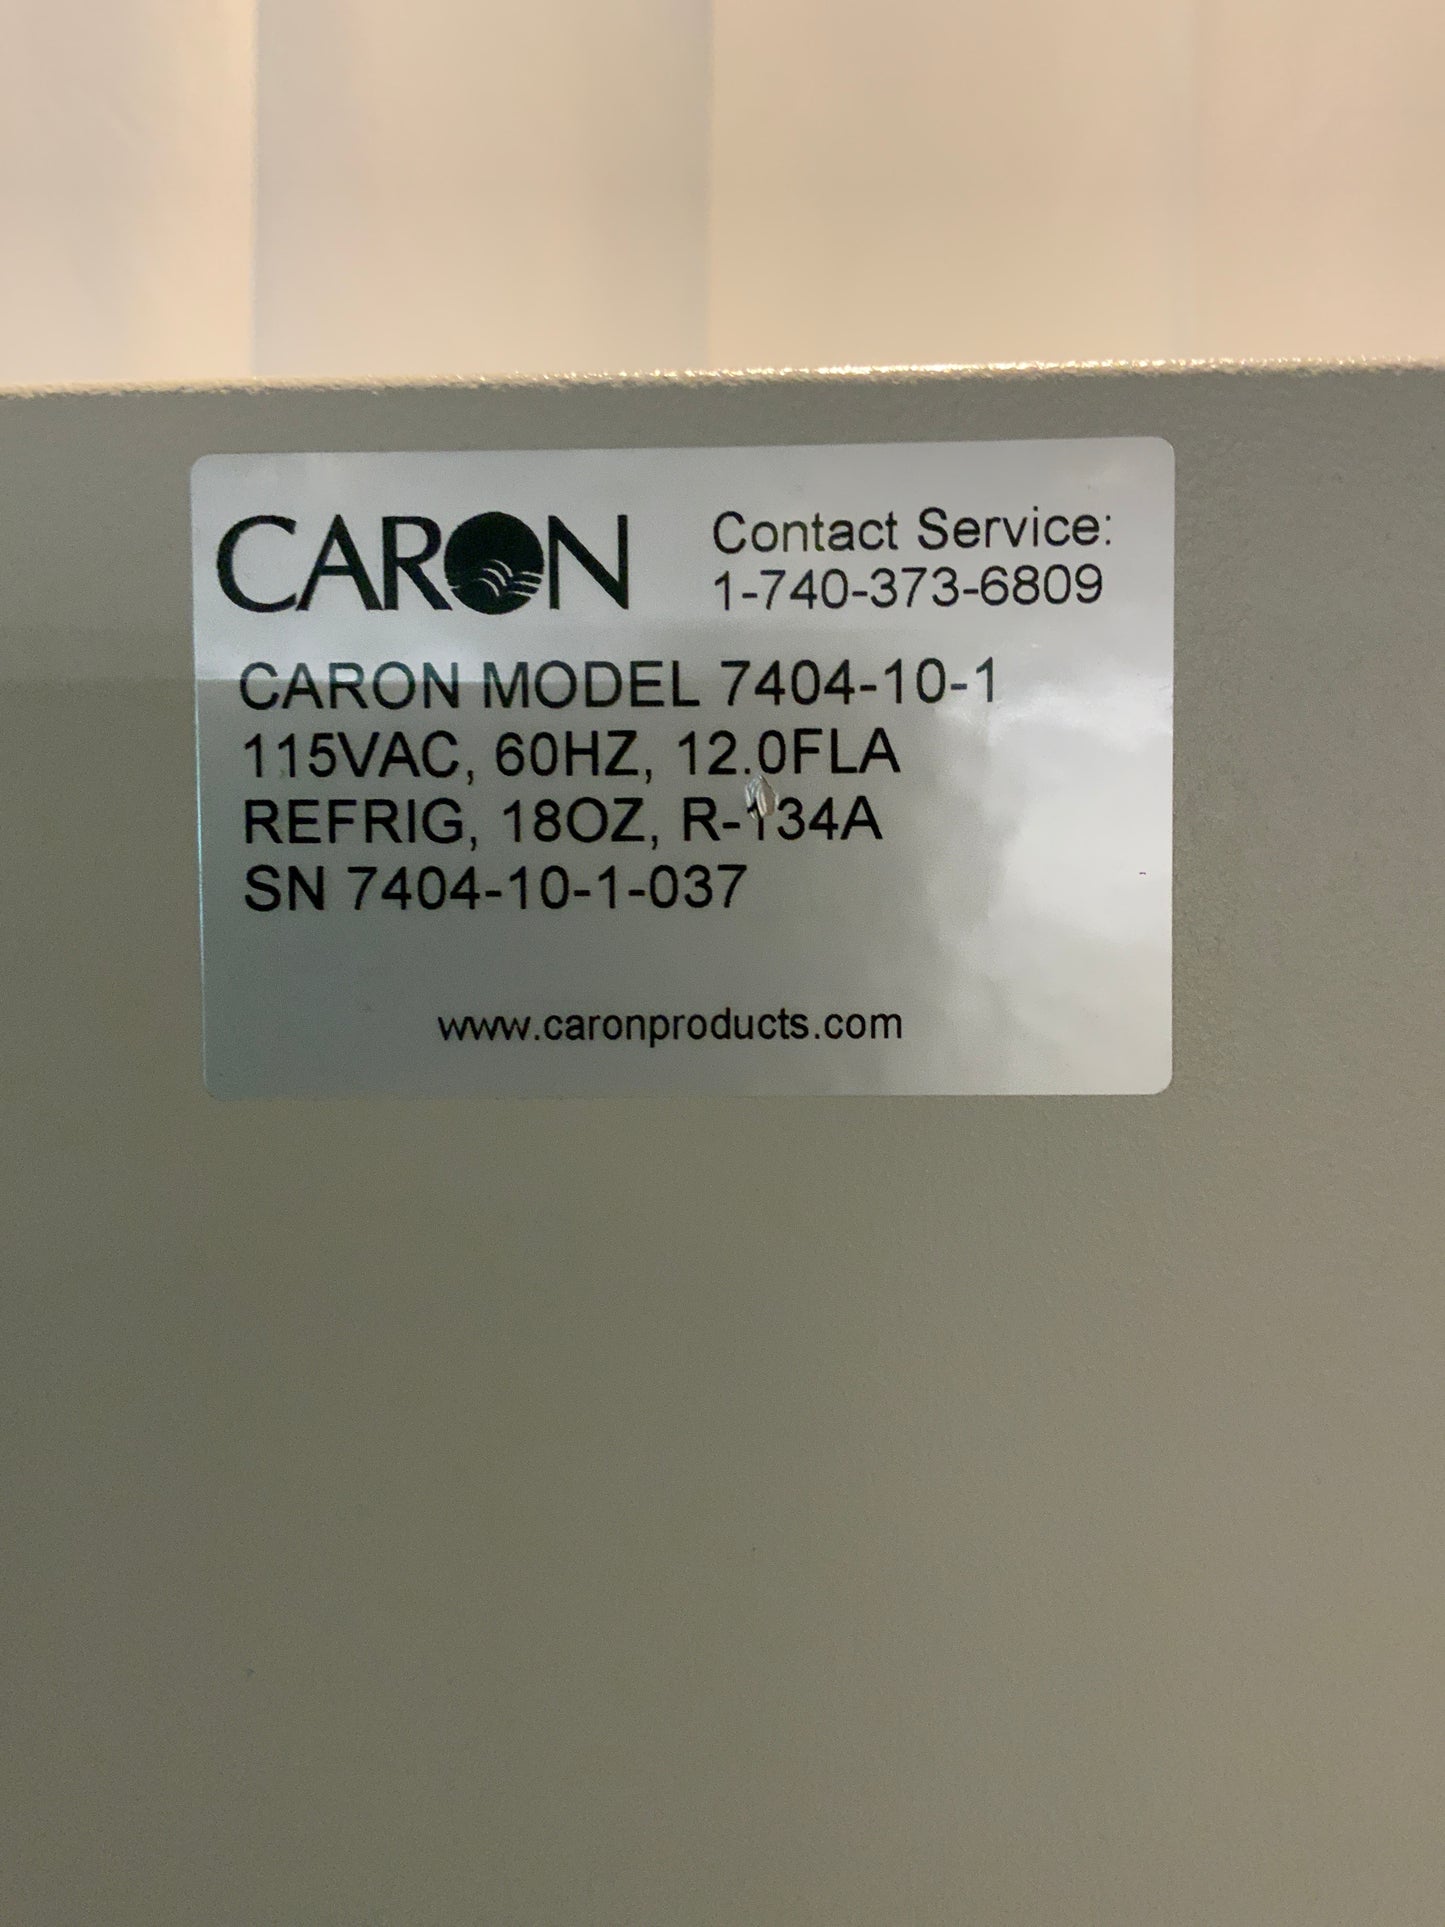 CARON
Contact Service:
1-740-373-6809
CARON MODEL 7404-10-1
115VAC, 60HZ, 12.0FLA
REFRIG, 18OZ, R-134A
SN 7404-10-1-037
www.caronproducts.com